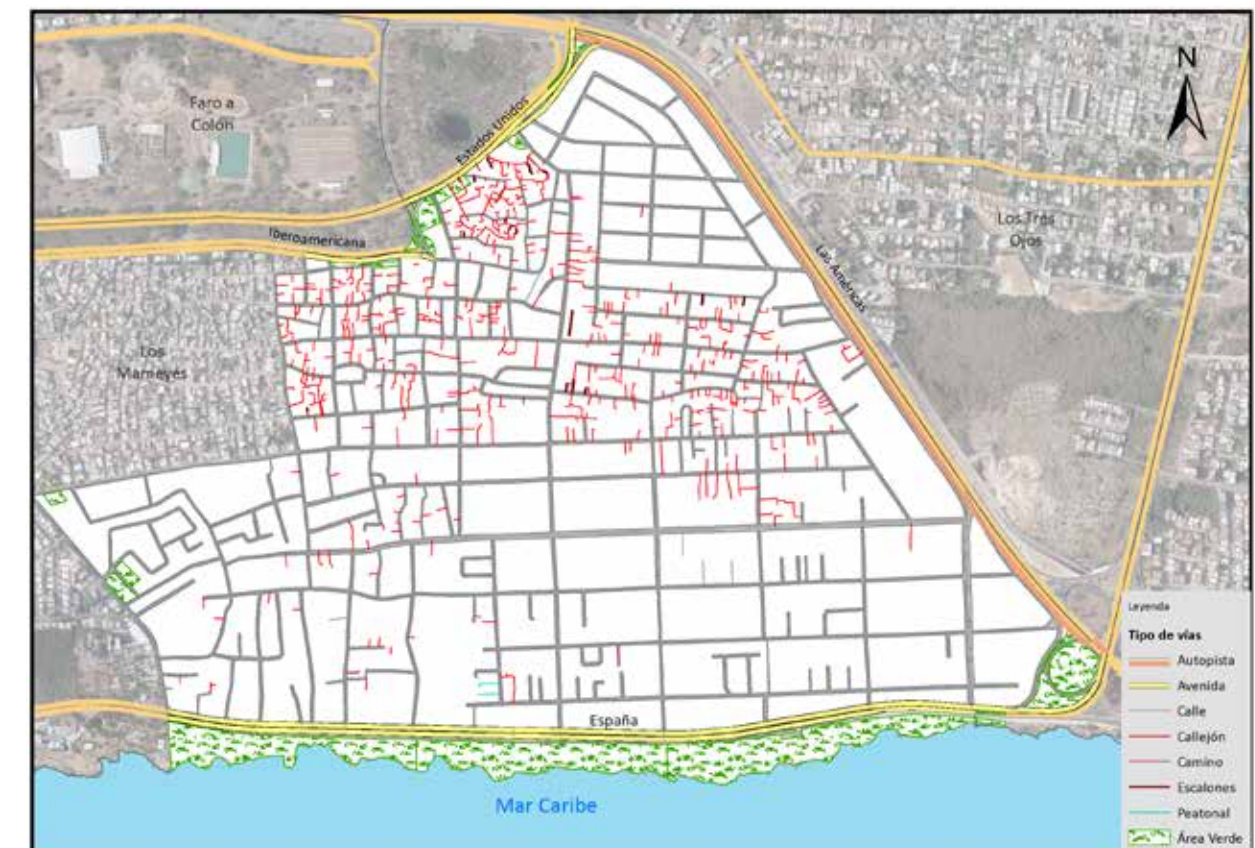 N
Faro a
Colón
Estados Unidos
Iberoamericana
Los Tres
Ojos
Las Américas
Los
Mameyes
España
Mar Caribe
Leyenda
Tipo de vías
Autopista
Avenida
Calle
Callejón
Camino
Escalones
Peatonal
Área Verde